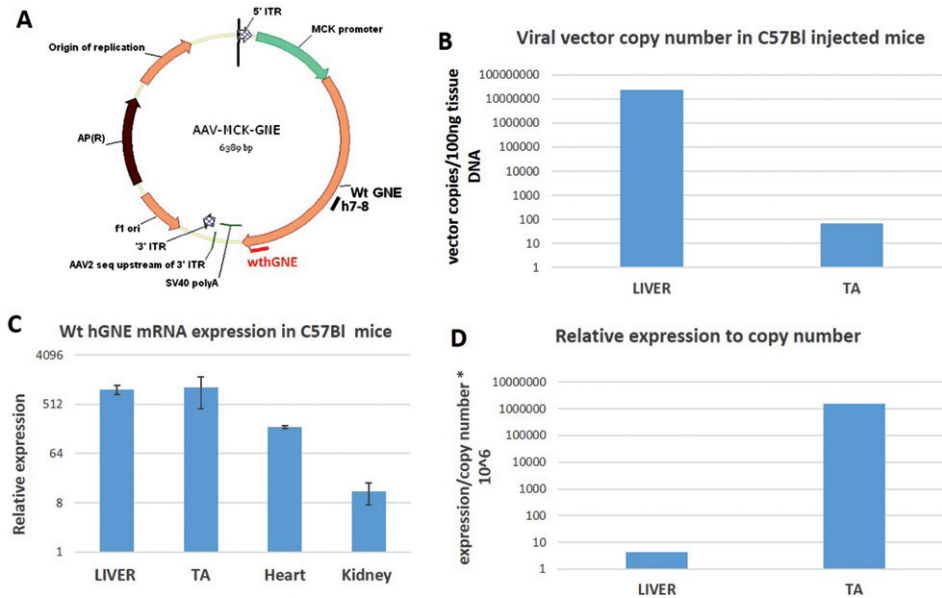 A
5' ITR
MCK promoter
Origin of replication
AP(R)
AAV-MCK-GNE
6389 bp
Wt GNE
h7-8
f1 ori
'3' ITR
AAV2 seq upstream of 3' ITR
SV40 polyA
wthGNE
B
Viral vector copy number in C57Bl injected mice
vector copies/100ng tissue
DNA
100000000
10000000
1000000
100000
10000
1000
100
10
1
LIVER
TA
C
Wt hGNE mRNA expression in C57Bl mice
Relative expression
4096
512
64
8
1
LIVER
TA
Heart
Kidney
D
Relative expression to copy number
expression/copy number *
10^6
10000000
1000000
100000
10000
1000
100
10
1
LIVER
TA